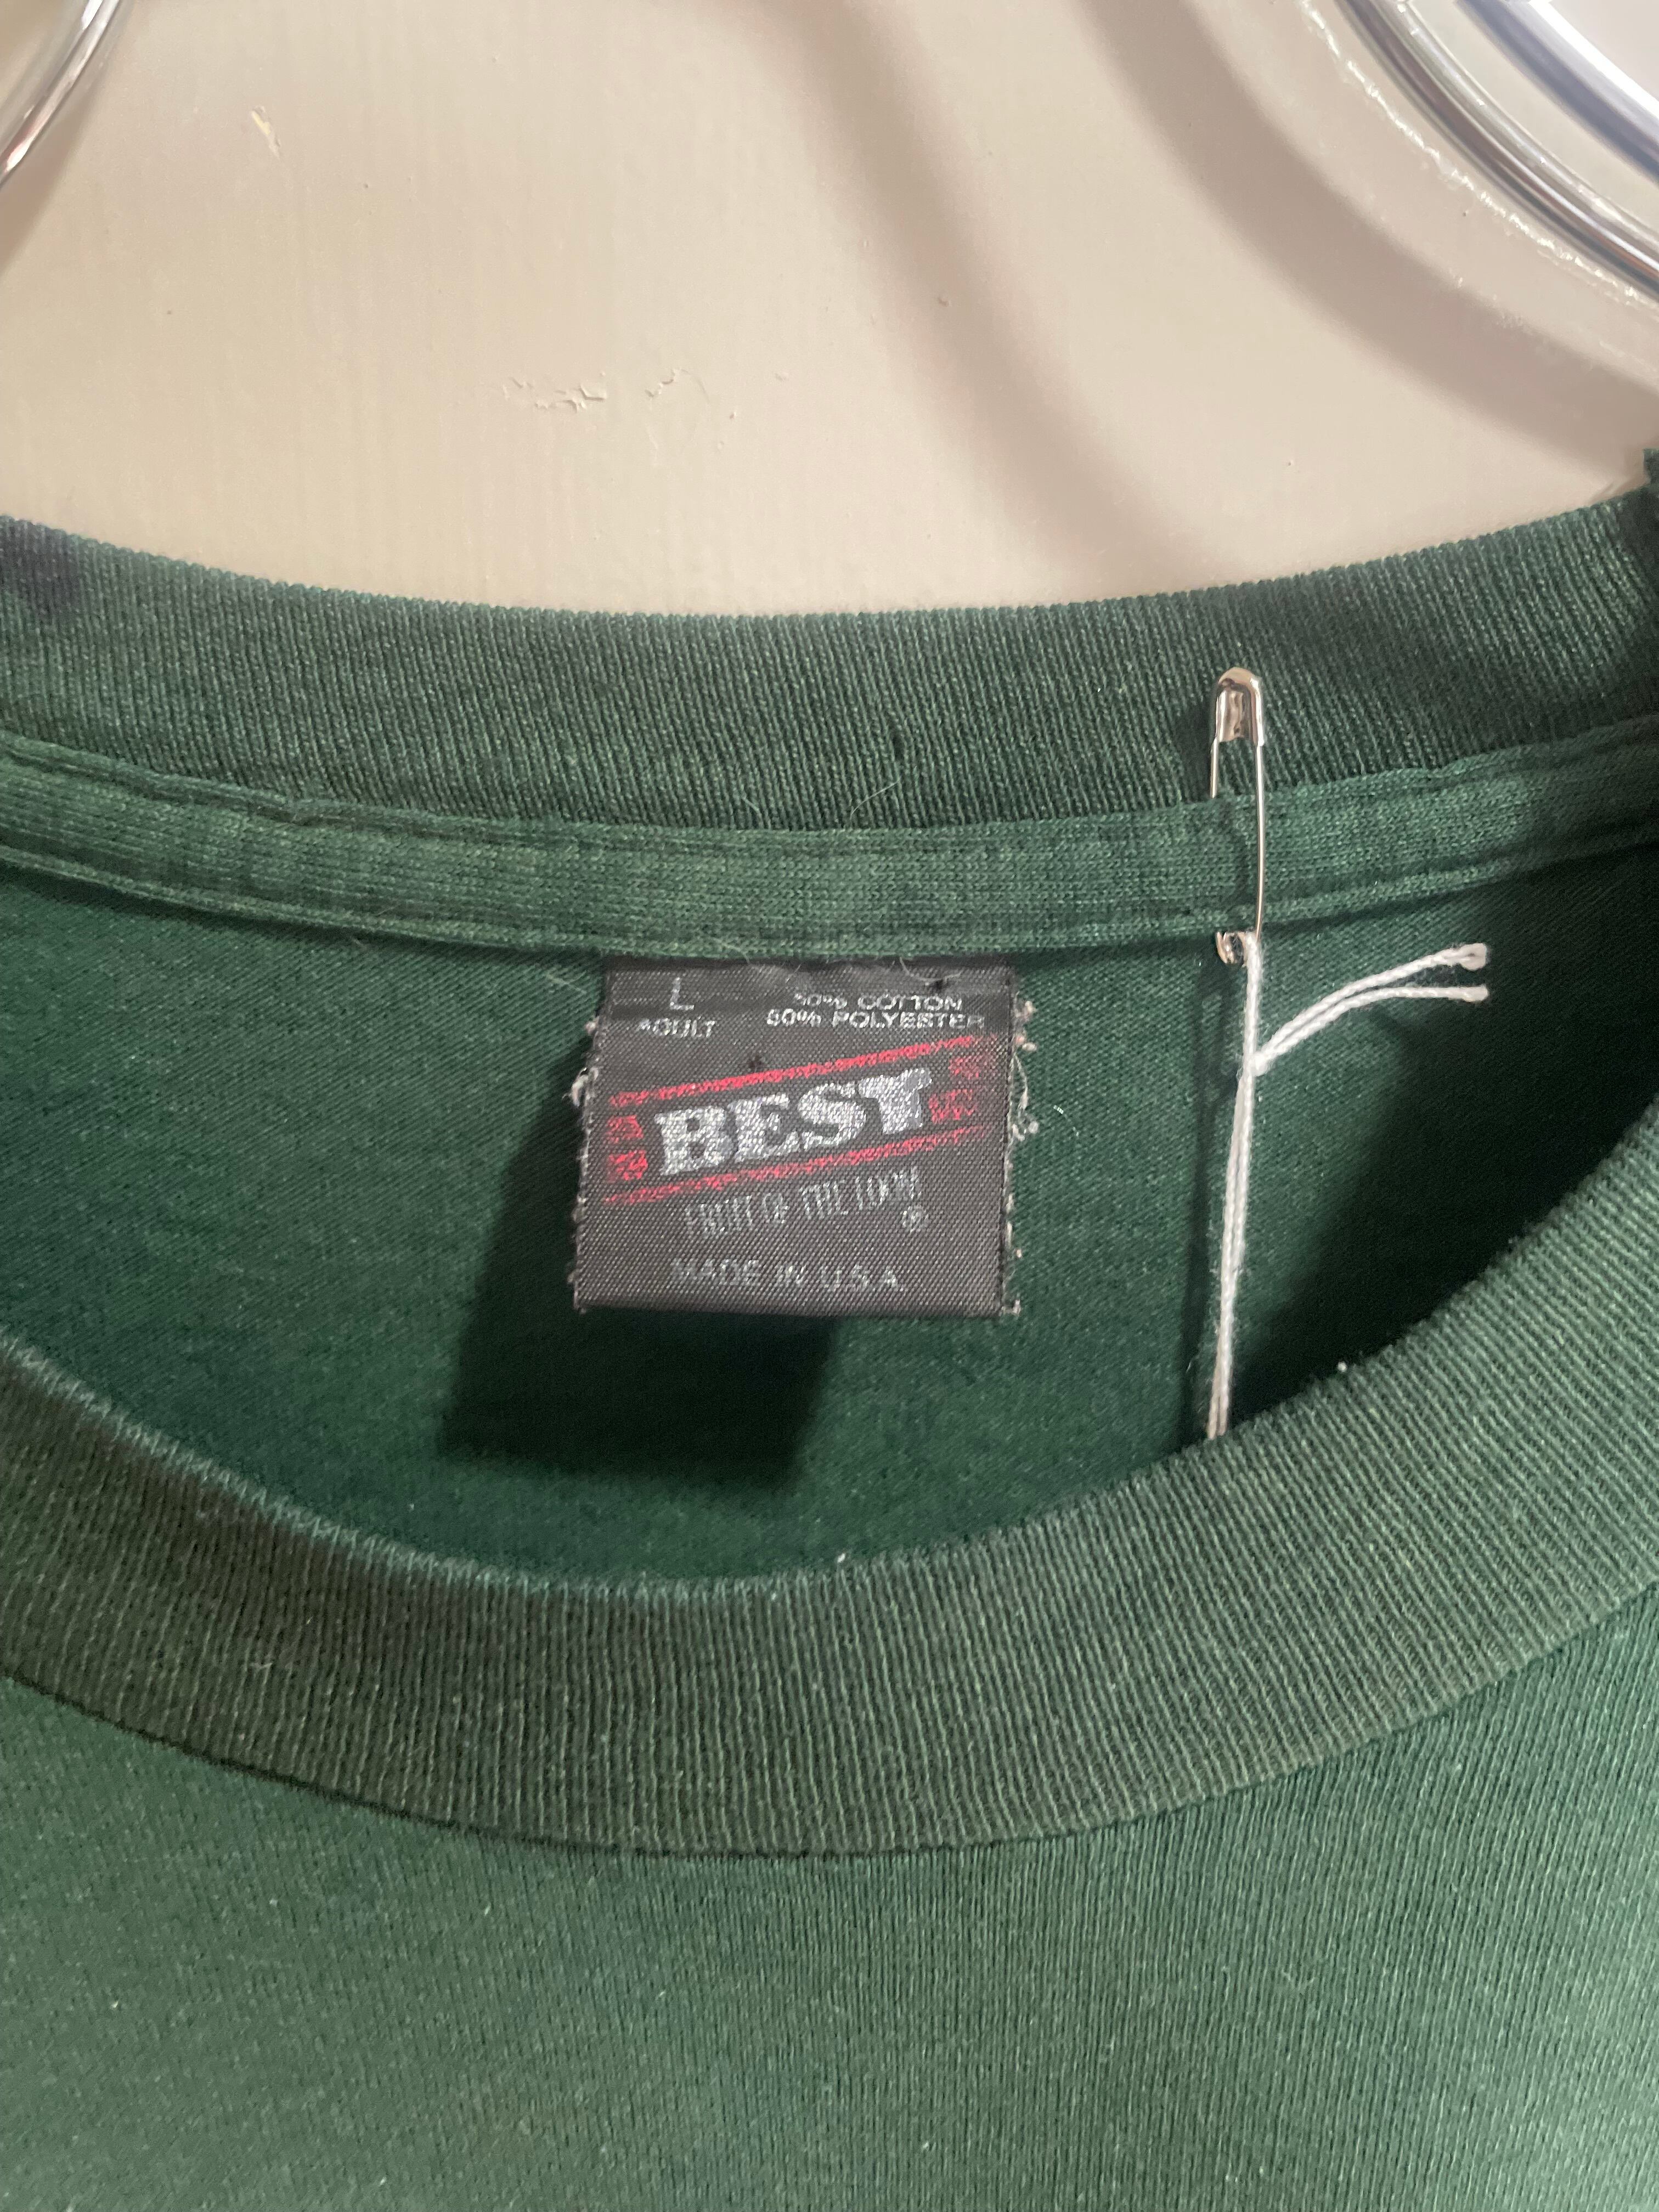 L
ADULT
50% COTTON
50% POLYESTER
BEST
FRUIT OF THE LOOM
®
MADE IN U.S.A.